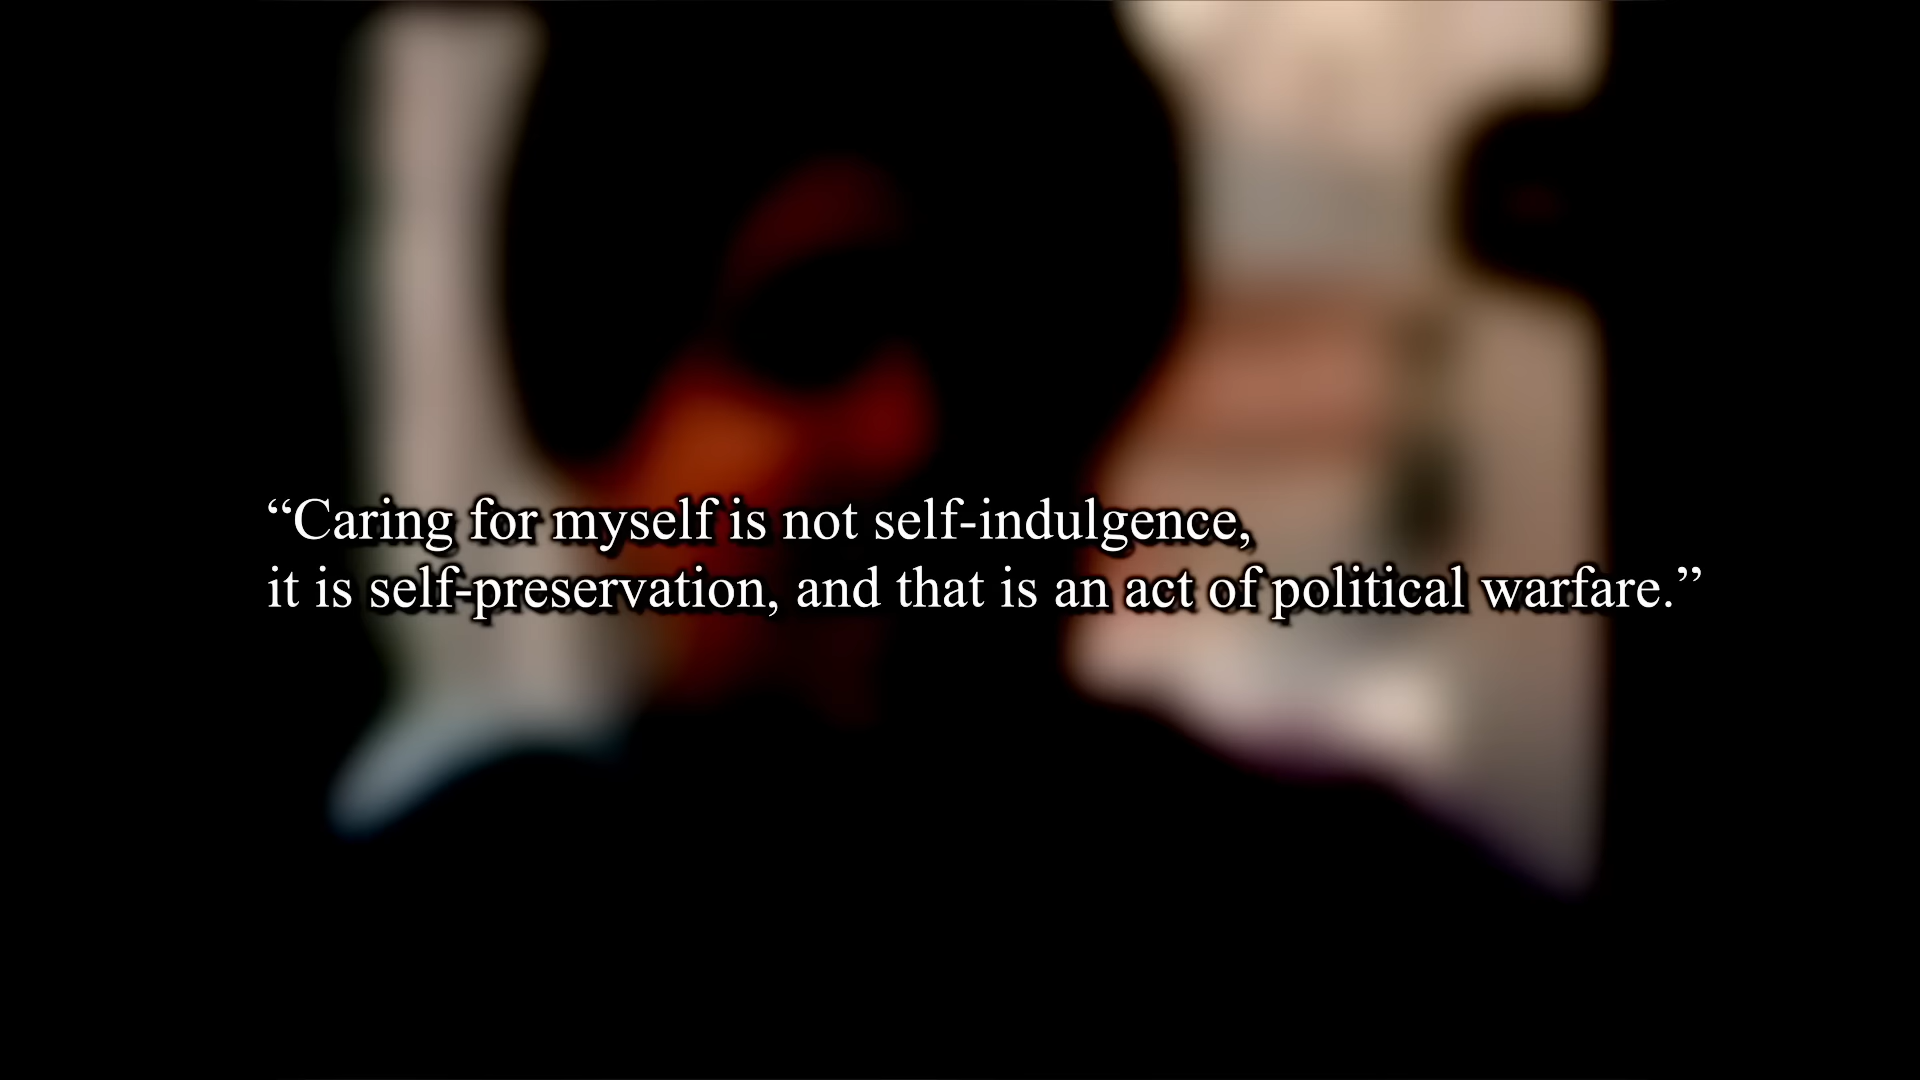 “Caring for myself is not self-indulgence,
it is self-preservation, and that is an act of political warfare.”